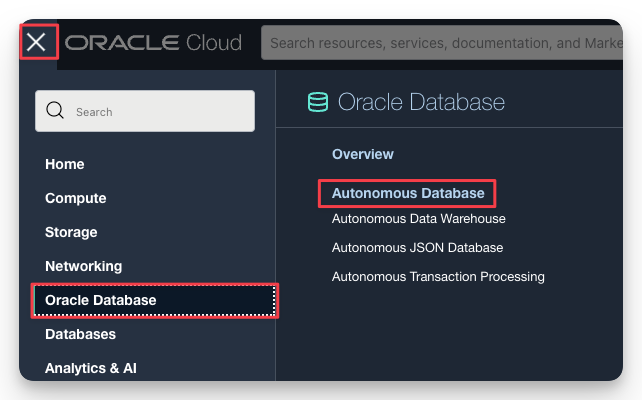 ORACLE Cloud
Search resources, services, documentation, and Marke
Search
Home
Compute
Storage
Networking
Oracle Database
Databases
Analytics & AI
Oracle Database
Overview
Autonomous Database
Autonomous Data Warehouse
Autonomous JSON Database
Autonomous Transaction Processing